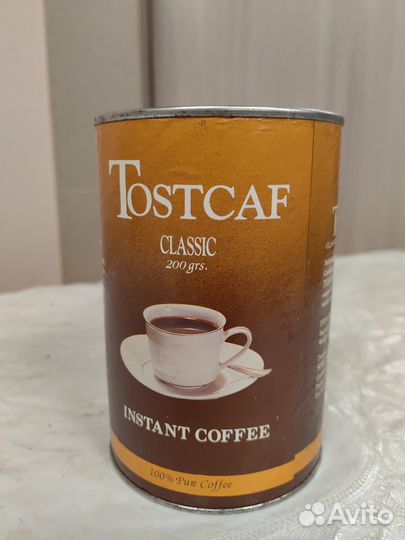 TOSTCAF
CLASSIC
200 grs.
INSTANT COFFEE
100% Pure Coffee
Avito